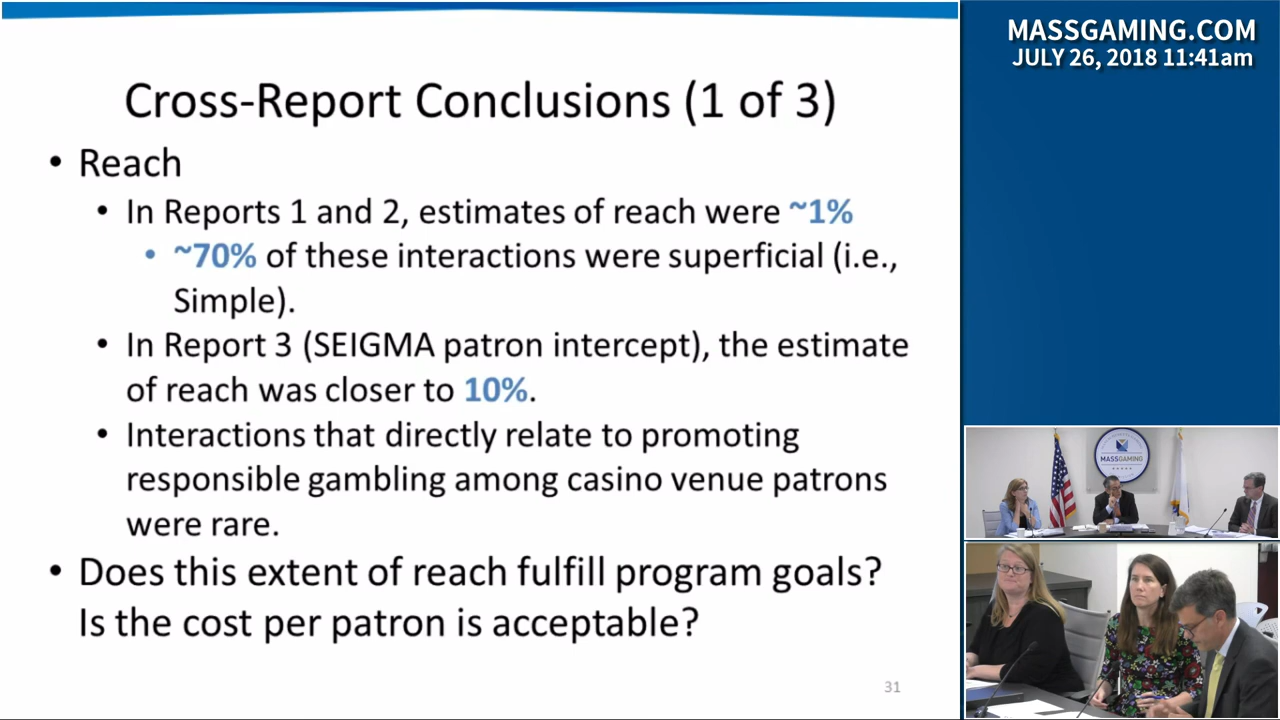 Cross-Report Conclusions (1 of 3)
• Reach
• In Reports 1 and 2, estimates of reach were ~1%
• ~70% of these interactions were superficial (i.e.,
Simple).
• In Report 3 (SEIGMA patron intercept), the estimate
of reach was closer to 10%.
• Interactions that directly relate to promoting
responsible gambling among casino venue patrons
were rare.
• Does this extent of reach fulfill program goals?
Is the cost per patron is acceptable?
31
MASSGAMING.COM
JULY 26, 2018 11:41am
MASSGAMING